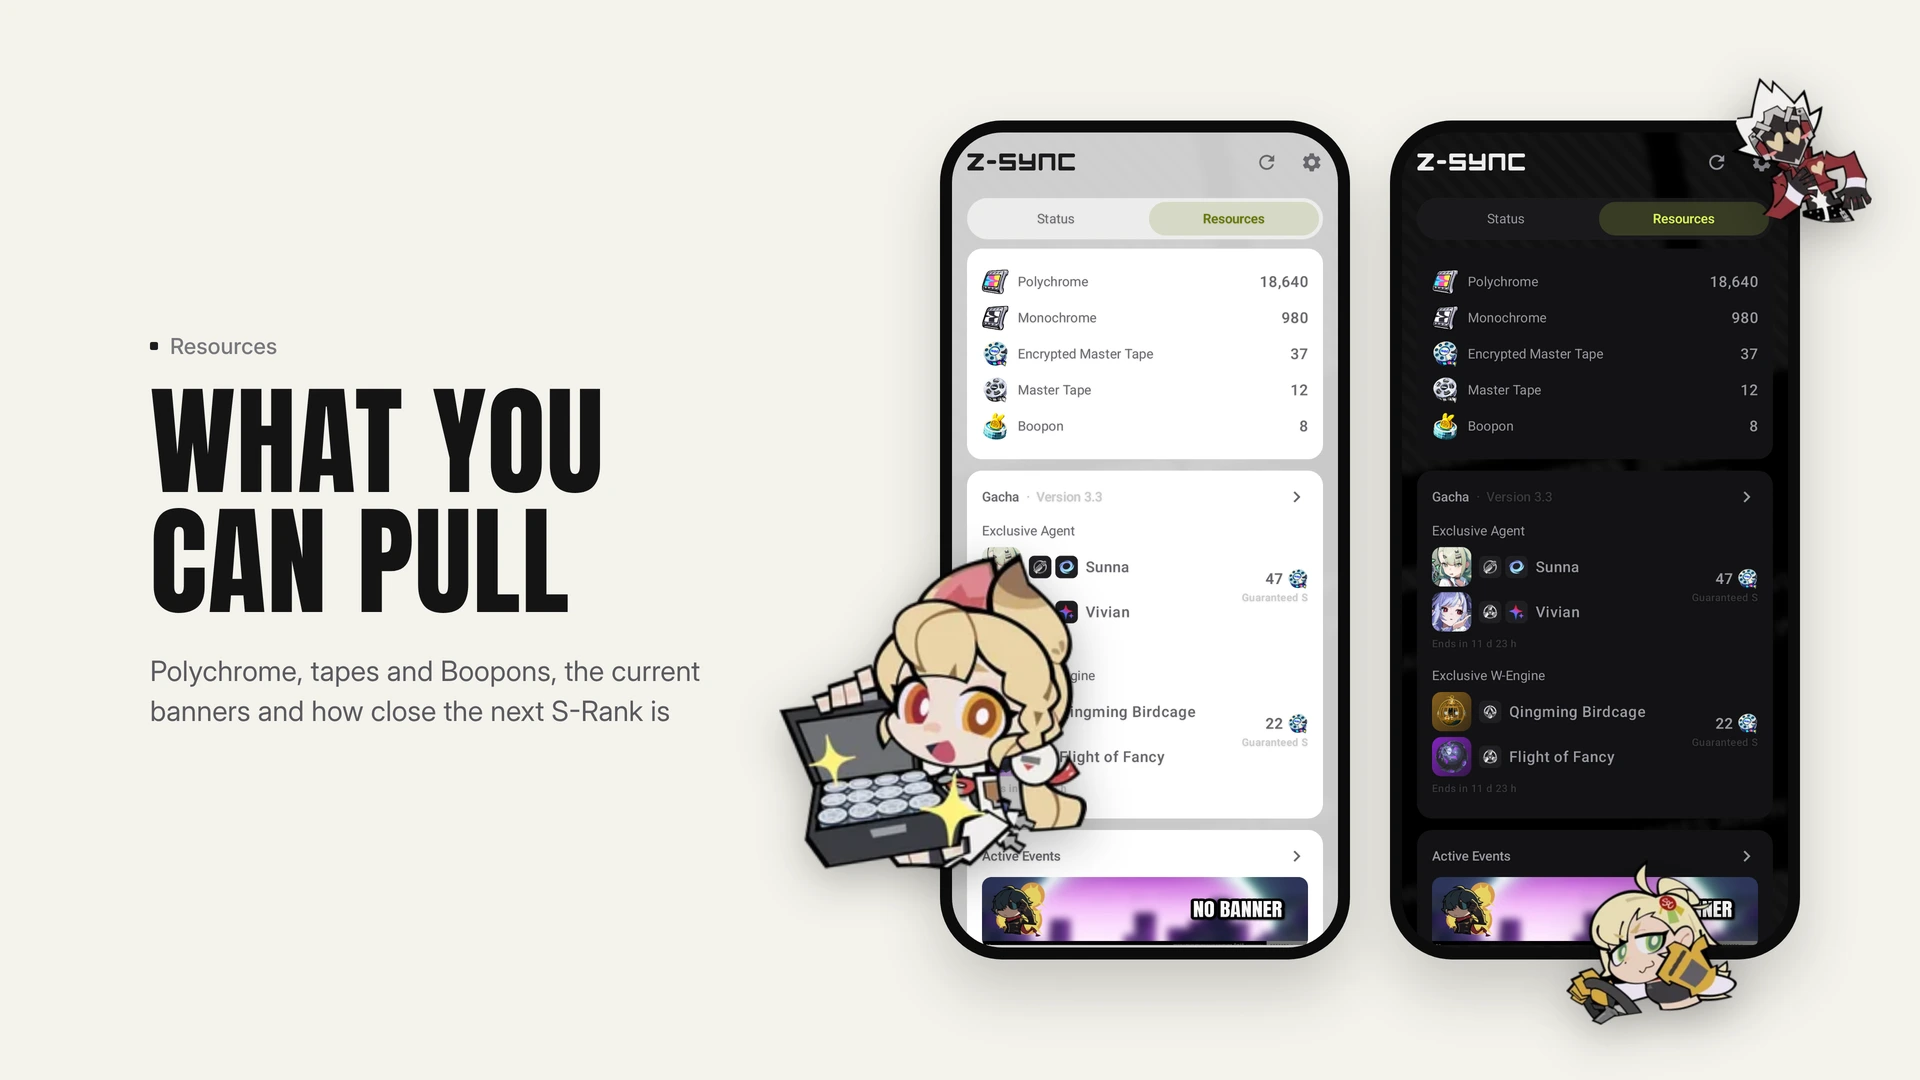 Resources
WHAT YOU
CAN PULL
Polychrome, tapes and Boopons, the current
banners and how close the next S-Rank is
Z-SYNC
Status
Resources
Polychrome 18,640
Monochrome 980
Encrypted Master Tape 37
Master Tape 12
Boopon 8
Gacha · Version 3.3
Exclusive Agent
Sunna
47
Guaranteed S
Vivian
gine
ingming Birdcage
22
Guaranteed S
Flight of Fancy
Active Events
NO BANNER
Z-SYNC
Status
Resources
Polychrome 18,640
Monochrome 980
Encrypted Master Tape 37
Master Tape 12
Boopon 8
Gacha · Version 3.3
Exclusive Agent
Sunna
47
Guaranteed S
Vivian
Ends in 11 d 23 h
Exclusive W-Engine
Qingming Birdcage
22
Guaranteed S
Flight of Fancy
Ends in 11 d 23 h
Active Events
NER